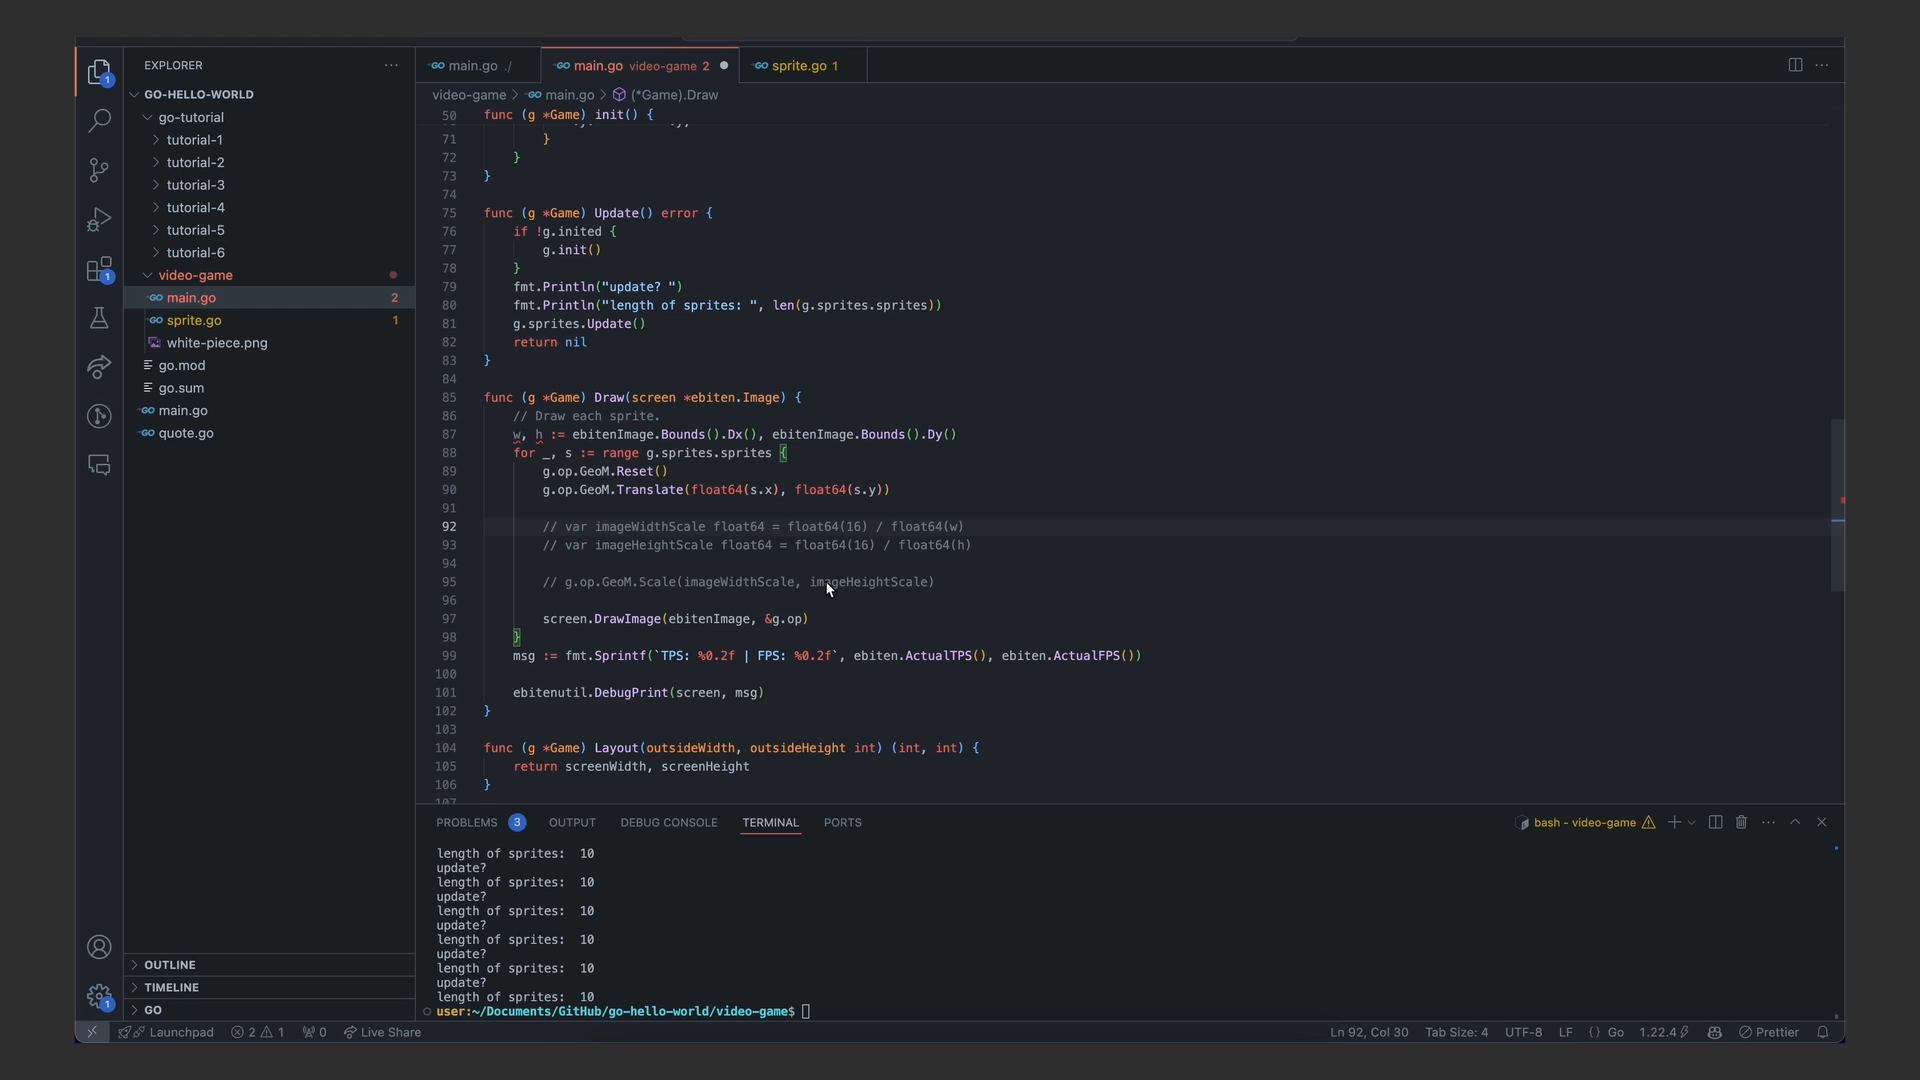 EXPLORER
GO-HELLO-WORLD
go-tutorial
tutorial-1
tutorial-2
tutorial-3
tutorial-4
tutorial-5
tutorial-6
video-game
main.go 2
sprite.go 1
white-piece.png
go.mod
go.sum
main.go
quote.go
OUTLINE
TIMELINE
GO
main.go ./
main.go video-game 2
sprite.go 1
video-game > main.go > (*Game).Draw
50 func (g *Game) init() {
71 }
72 }
73 }
74
75 func (g *Game) Update() error {
76 if !g.inited {
77 g.init()
78 }
79 fmt.Println("update? ")
80 fmt.Println("length of sprites: ", len(g.sprites.sprites))
81 g.sprites.Update()
82 return nil
83 }
84
85 func (g *Game) Draw(screen *ebiten.Image) {
86 // Draw each sprite.
87 w, h := ebitenImage.Bounds().Dx(), ebitenImage.Bounds().Dy()
88 for _, s := range g.sprites.sprites {
89 g.op.GeoM.Reset()
90 g.op.GeoM.Translate(float64(s.x), float64(s.y))
91
92 // var imageWidthScale float64 = float64(16) / float64(w)
93 // var imageHeightScale float64 = float64(16) / float64(h)
94
95 // g.op.GeoM.Scale(imageWidthScale, imageHeightScale)
96
97 screen.DrawImage(ebitenImage, &g.op)
98 }
99 msg := fmt.Sprintf(`TPS: %0.2f | FPS: %0.2f`, ebiten.ActualTPS(), ebiten.ActualFPS())
100
101 ebitenutil.DebugPrint(screen, msg)
102 }
103
104 func (g *Game) Layout(outsideWidth, outsideHeight int) (int, int) {
105 return screenWidth, screenHeight
106 }
107
PROBLEMS 3 OUTPUT DEBUG CONSOLE TERMINAL PORTS
bash - video-game
length of sprites: 10
update?
length of sprites: 10
update?
length of sprites: 10
update?
length of sprites: 10
update?
length of sprites: 10
update?
length of sprites: 10
user:~/Documents/GitHub/go-hello-world/video-game$
Launchpad 2 1 0 Live Share
Ln 92, Col 30 Tab Size: 4 UTF-8 LF {} Go 1.22.4 Prettier